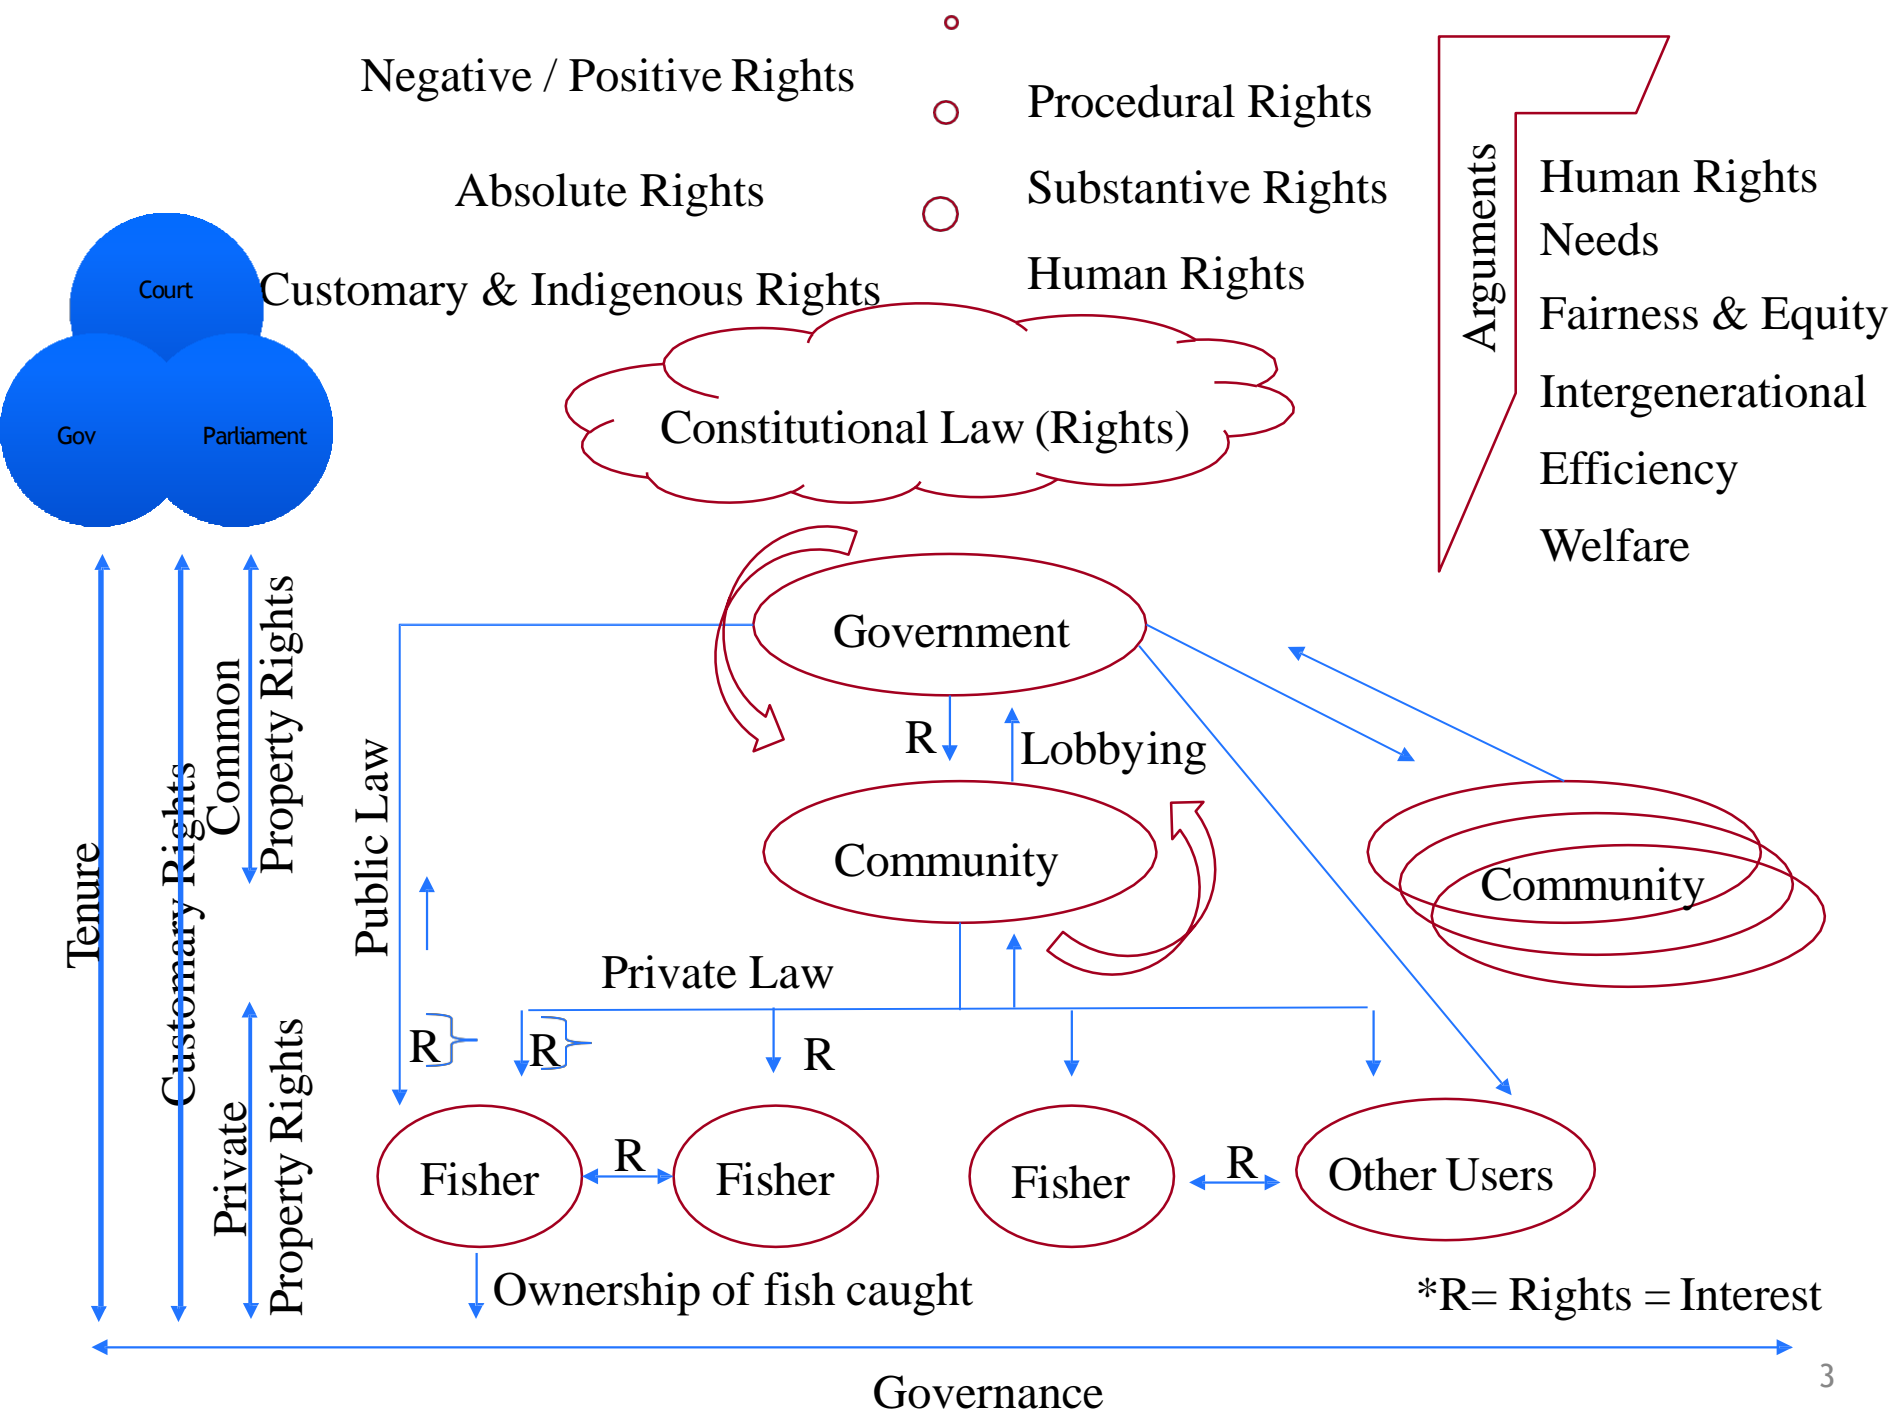 Negative / Positive Rights
Procedural Rights
Absolute Rights
Substantive Rights
Customary & Indigenous Rights
Human Rights
Arguments
Human Rights
Needs
Fairness & Equity
Intergenerational
Efficiency
Welfare
Court
Gov
Parliament
Constitutional Law (Rights)
Government
R
Lobbying
Community
Community
Tenure
Customary Rights
Common
Property Rights
Private
Property Rights
Public Law
Private Law
R
R
R
Fisher
R
Fisher
Fisher
R
Other Users
Ownership of fish caught
*R= Rights = Interest
Governance
3